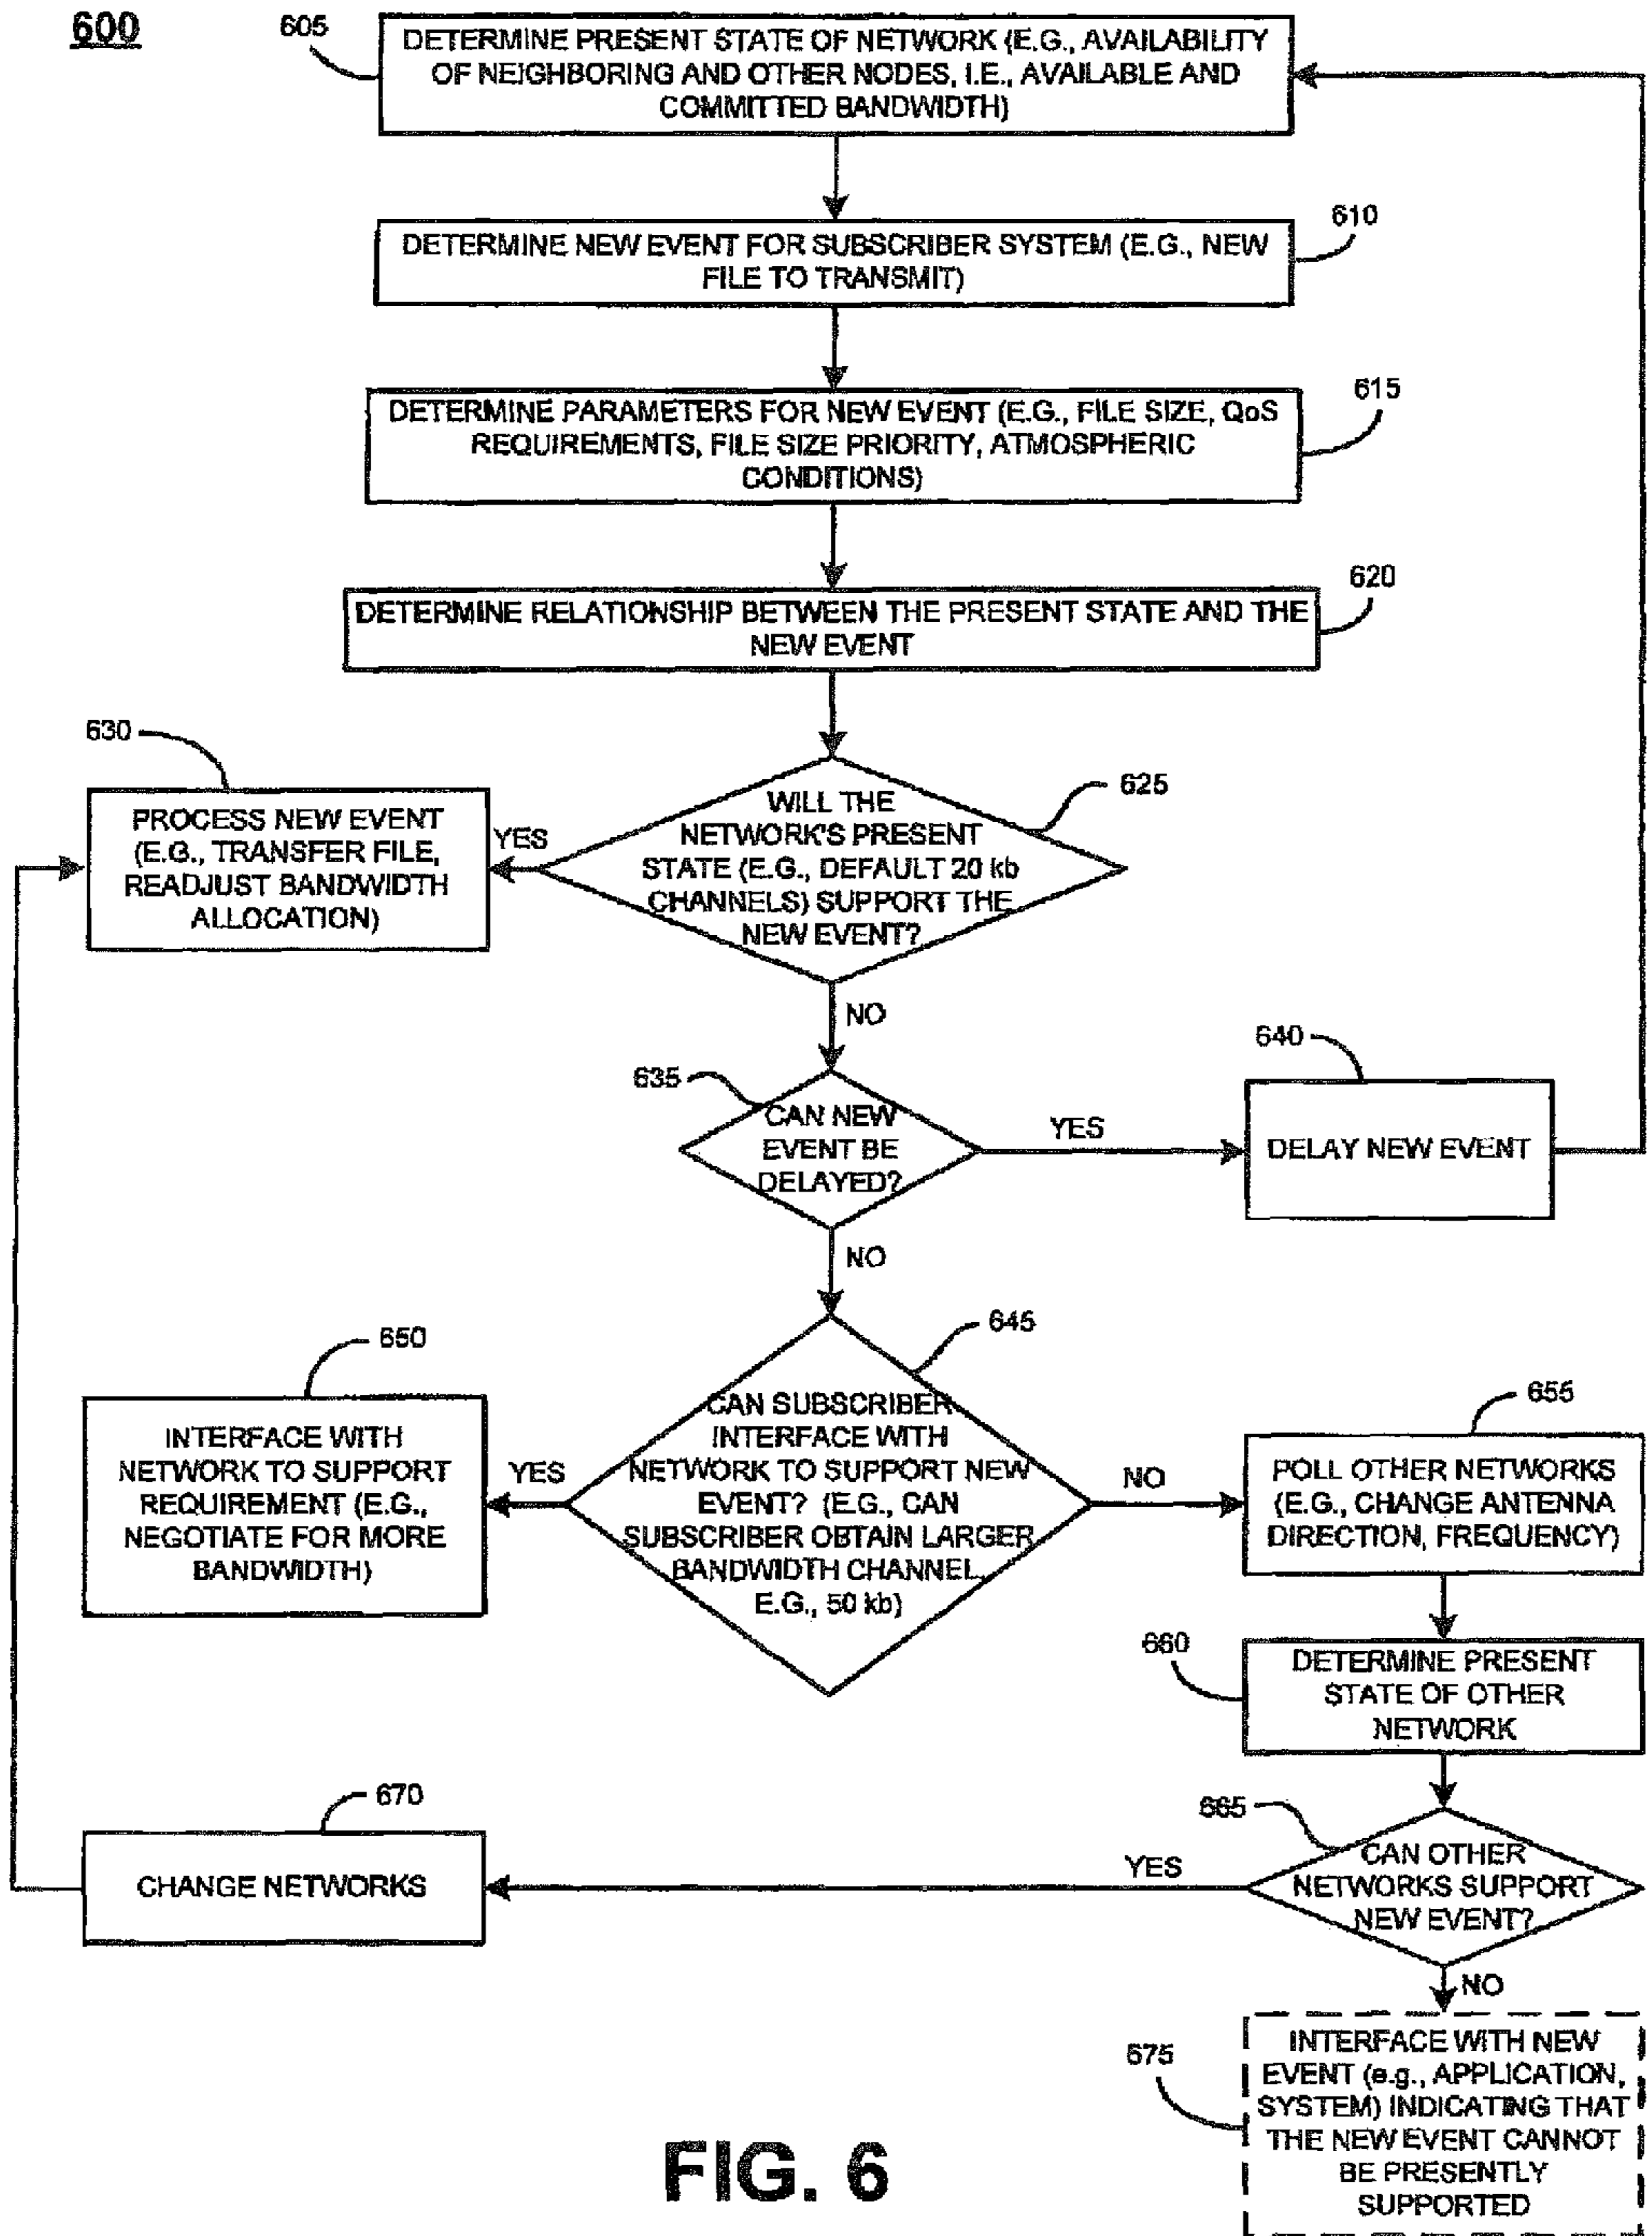 600
605
DETERMINE PRESENT STATE OF NETWORK (E.G., AVAILABILITY
OF NEIGHBORING AND OTHER NODES, I.E., AVAILABLE AND
COMMITTED BANDWIDTH)
610
DETERMINE NEW EVENT FOR SUBSCRIBER SYSTEM (E.G., NEW
FILE TO TRANSMIT)
615
DETERMINE PARAMETERS FOR NEW EVENT (E.G., FILE SIZE, QoS
REQUIREMENTS, FILE SIZE PRIORITY, ATMOSPHERIC
CONDITIONS)
620
DETERMINE RELATIONSHIP BETWEEN THE PRESENT STATE AND THE
NEW EVENT
630
PROCESS NEW EVENT
(E.G., TRANSFER FILE,
READJUST BANDWIDTH
ALLOCATION)
YES
625
WILL THE
NETWORK'S PRESENT
STATE (E.G., DEFAULT 20 kb
CHANNELS) SUPPORT THE
NEW EVENT?
NO
635
CAN NEW
EVENT BE
DELAYED?
YES
640
DELAY NEW EVENT
NO
645
CAN SUBSCRIBER
INTERFACE WITH
NETWORK TO SUPPORT NEW
EVENT? (E.G., CAN
SUBSCRIBER OBTAIN LARGER
BANDWIDTH CHANNEL,
E.G., 50 kb)
650
INTERFACE WITH
NETWORK TO SUPPORT
REQUIREMENT (E.G.,
NEGOTIATE FOR MORE
BANDWIDTH)
YES
NO
655
POLL OTHER NETWORKS
(E.G., CHANGE ANTENNA
DIRECTION, FREQUENCY)
660
DETERMINE PRESENT
STATE OF OTHER
NETWORK
665
CAN OTHER
NETWORKS SUPPORT
NEW EVENT?
YES
670
CHANGE NETWORKS
NO
675
INTERFACE WITH NEW
EVENT (e.g., APPLICATION,
SYSTEM) INDICATING THAT
THE NEW EVENT CANNOT
BE PRESENTLY
SUPPORTED
FIG. 6